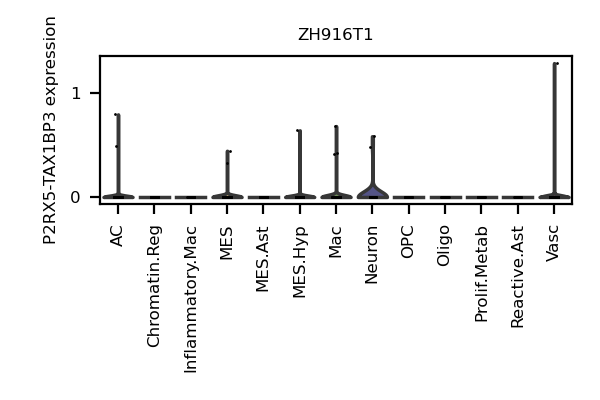 ZH916T1
P2RX5-TAX1BP3 expression
1
0
AC
Chromatin.Reg
Inflammatory.Mac
MES
MES.Ast
MES.Hyp
Mac
Neuron
OPC
Oligo
Prolif.Metab
Reactive.Ast
Vasc